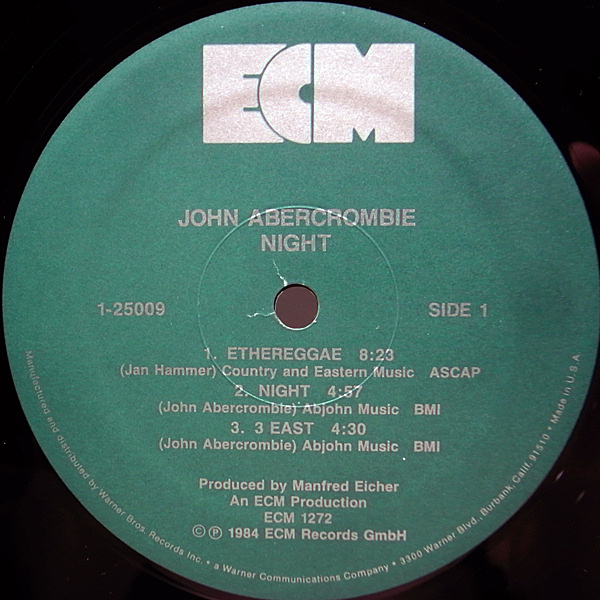 ECM
JOHN ABERCROMBIE
NIGHT
1-25009
SIDE 1
1. ETHEREGGAE 8:23
(Jan Hammer) Country and Eastern Music ASCAP
2. NIGHT 4:57
(John Abercrombie) Abjohn Music BMI
3. 3 EAST 4:30
(John Abercrombie) Abjohn Music BMI
Produced by Manfred Eicher
An ECM Production
ECM 1272
© ℗ 1984 ECM Records GmbH
Manufactured and distributed by Warner Bros. Records Inc. • a Warner Communications Company • 3300 Warner Blvd., Burbank, Calif. 91510 • Made in U.S.A.